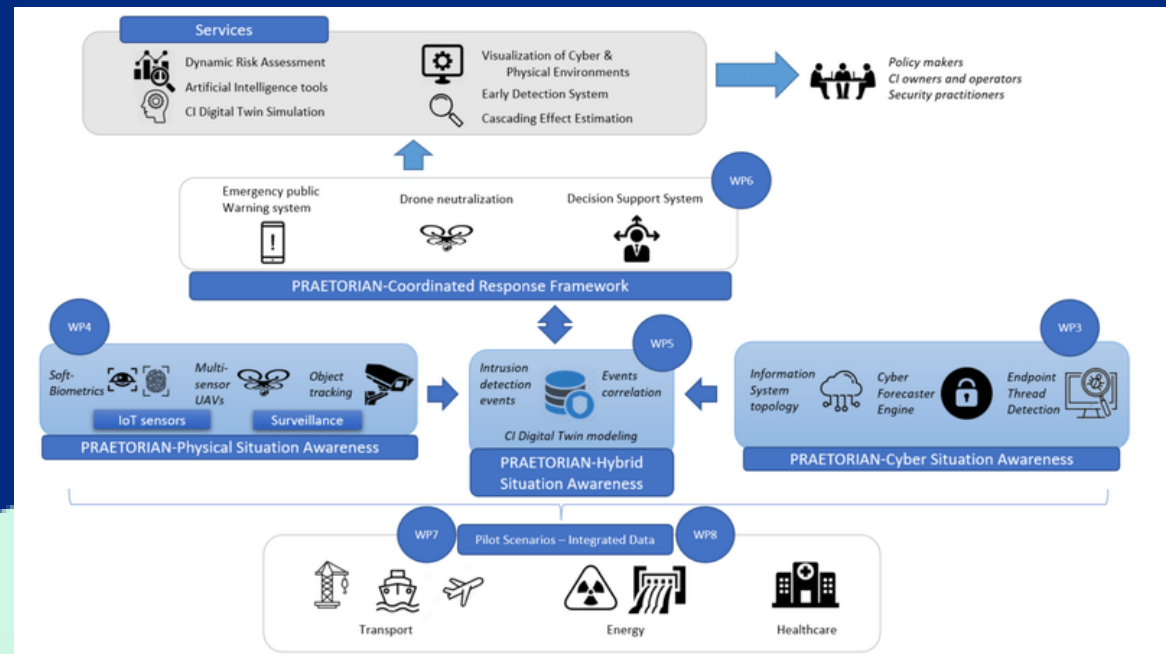 Services
Dynamic Risk Assessment
Artificial Intelligence tools
CI Digital Twin Simulation
Visualization of Cyber &
Physical Environments
Early Detection System
Cascading Effect Estimation
Policy makers
CI owners and operators
Security practitioners
WP6
Emergency public
Warning system
Drone neutralization
Decision Support System
PRAETORIAN-Coordinated Response Framework
WP4
Soft-
Biometrics
Multi-
sensor
UAVs
Object
tracking
IoT sensors
Surveillance
PRAETORIAN-Physical Situation Awareness
WP5
Intrusion
detection
events
Events
correlation
CI Digital Twin modeling
PRAETORIAN-Hybrid
Situation Awareness
WP3
Information
System
topology
Cyber
Forecaster
Engine
Endpoint
Thread
Detection
PRAETORIAN-Cyber Situation Awareness
WP7
Pilot Scenarios – Integrated Data
WP8
Transport
Energy
Healthcare